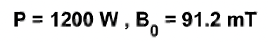 P = 1200 W , B₀ = 91.2 mT